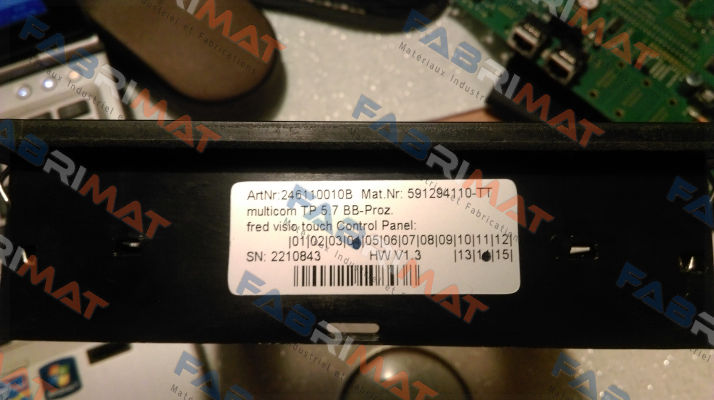 ArtNr:246110010B Mat.Nr: 591294110-TT
multicom TP 5.7 BB-Proz.
fred visio touch Control Panel:
|01|02|03|04|05|06|07|08|09|10|11|12|
SN: 2210843 HW V1.3 |13|14|15|
FABRIMAT
Materiaux Industriel et Fabrications